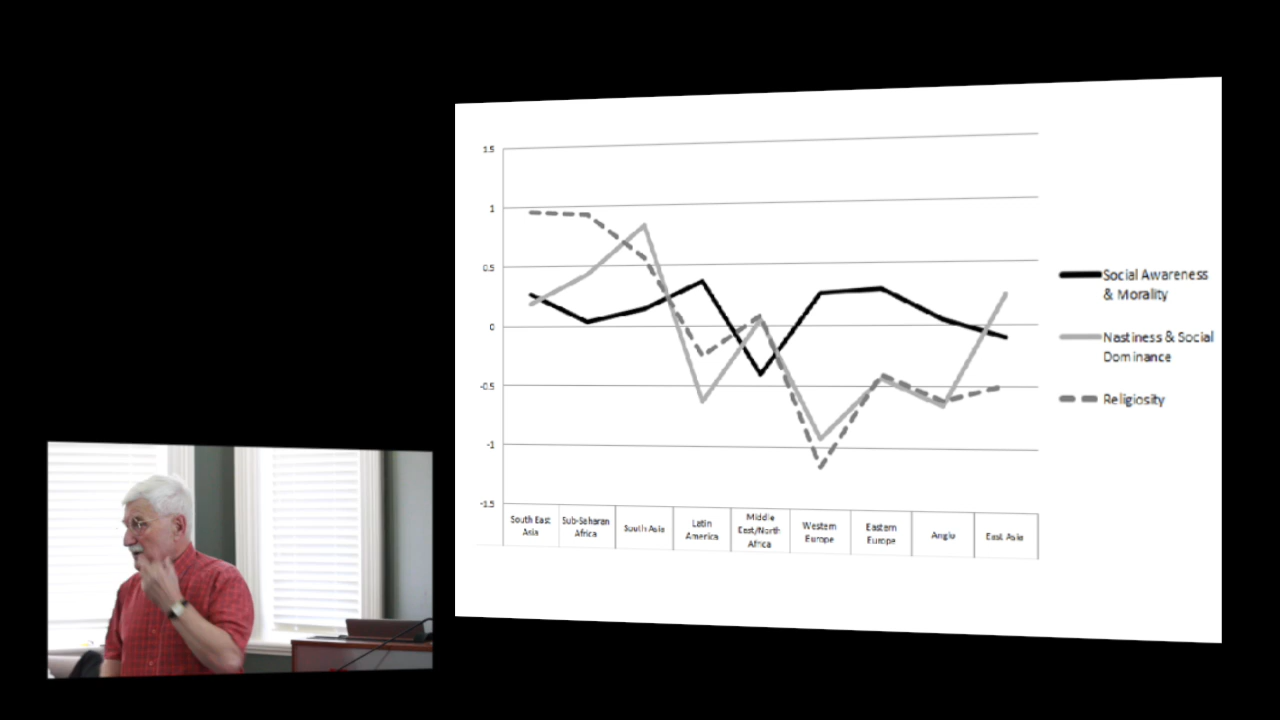 1.5
1
0.5
0
-0.5
-1
-1.5
South East
Asia
Sub-Saharan
Africa
South Asia
Latin
America
Middle
East/North
Africa
Western
Europe
Eastern
Europe
Anglo
East Asia
Social Awareness
& Morality
Nastiness & Social
Dominance
Religiosity